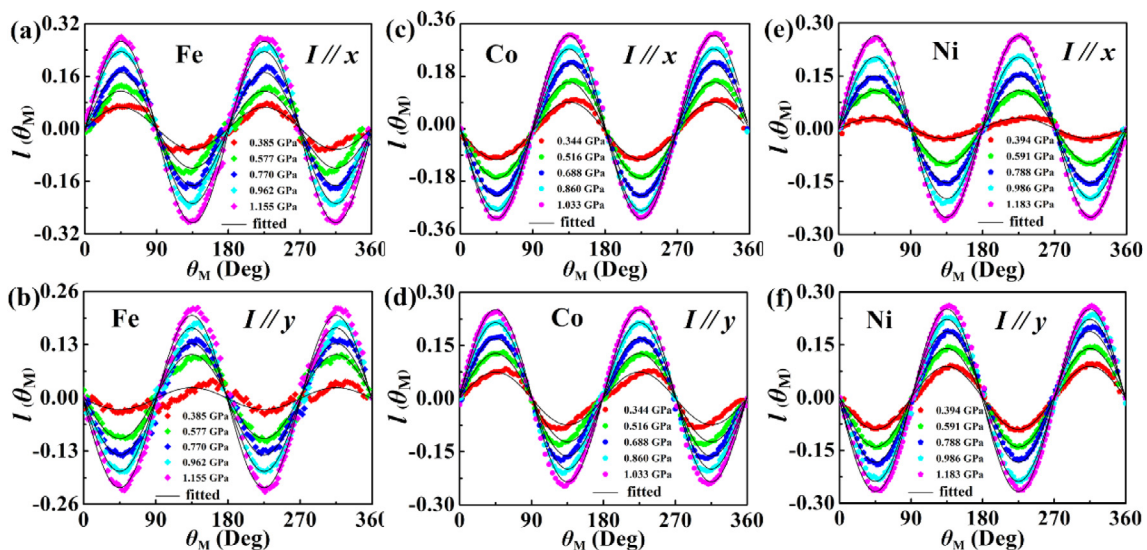 (a) Fe I // x
l (θM)
0.32
0.16
0.00
-0.16
-0.32
0.385 GPa
0.577 GPa
0.770 GPa
0.962 GPa
1.155 GPa
fitted
0 90 180 270 360
θM (Deg)
(c) Co I // x
0.36
0.18
0.00
-0.18
-0.36
0.344 GPa
0.516 GPa
0.688 GPa
0.860 GPa
1.033 GPa
fitted
0 90 180 270 360
θM (Deg)
(e) Ni I // x
0.30
0.15
0.00
-0.15
-0.30
0.394 GPa
0.591 GPa
0.788 GPa
0.986 GPa
1.183 GPa
fitted
0 90 180 270 360
θM (Deg)
(b) Fe I // y
l (θM)
0.26
0.13
0.00
-0.13
-0.26
0.385 GPa
0.577 GPa
0.770 GPa
0.962 GPa
1.155 GPa
fitted
0 90 180 270 360
θM (Deg)
(d) Co I // y
0.30
0.15
0.00
-0.15
-0.30
0.344 GPa
0.516 GPa
0.688 GPa
0.860 GPa
1.033 GPa
fitted
0 90 180 270 360
θM (Deg)
(f) Ni I // y
0.30
0.15
0.00
-0.15
-0.30
0.394 GPa
0.591 GPa
0.788 GPa
0.986 GPa
1.183 GPa
fitted
0 90 180 270 360
θM (Deg)